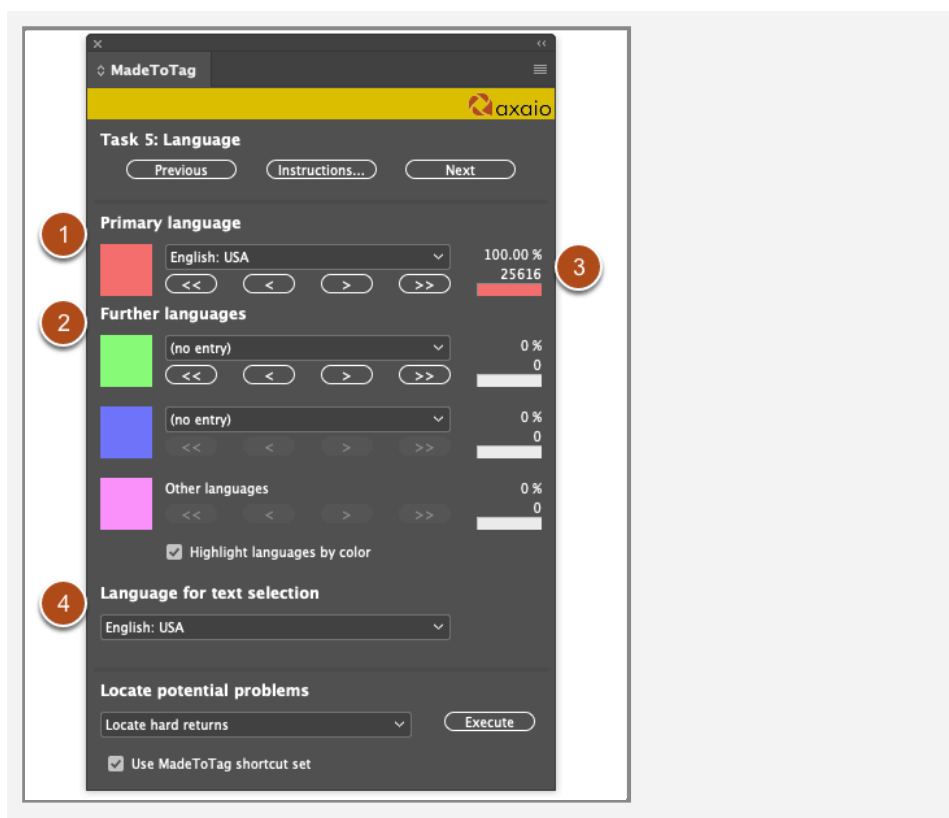 ×
<<
MadeToTag
axaio
Task 5: Language
Previous
Instructions...
Next
1
Primary language
English: USA
100.00 %
3
<<
<
>
>>
25616
2
Further languages
(no entry)
0 %
<<
<
>
>>
0
(no entry)
0 %
<<
<
>
>>
0
Other languages
0 %
<<
<
>
>>
0
Highlight languages by color
4
Language for text selection
English: USA
Locate potential problems
Locate hard returns
Execute
Use MadeToTag shortcut set